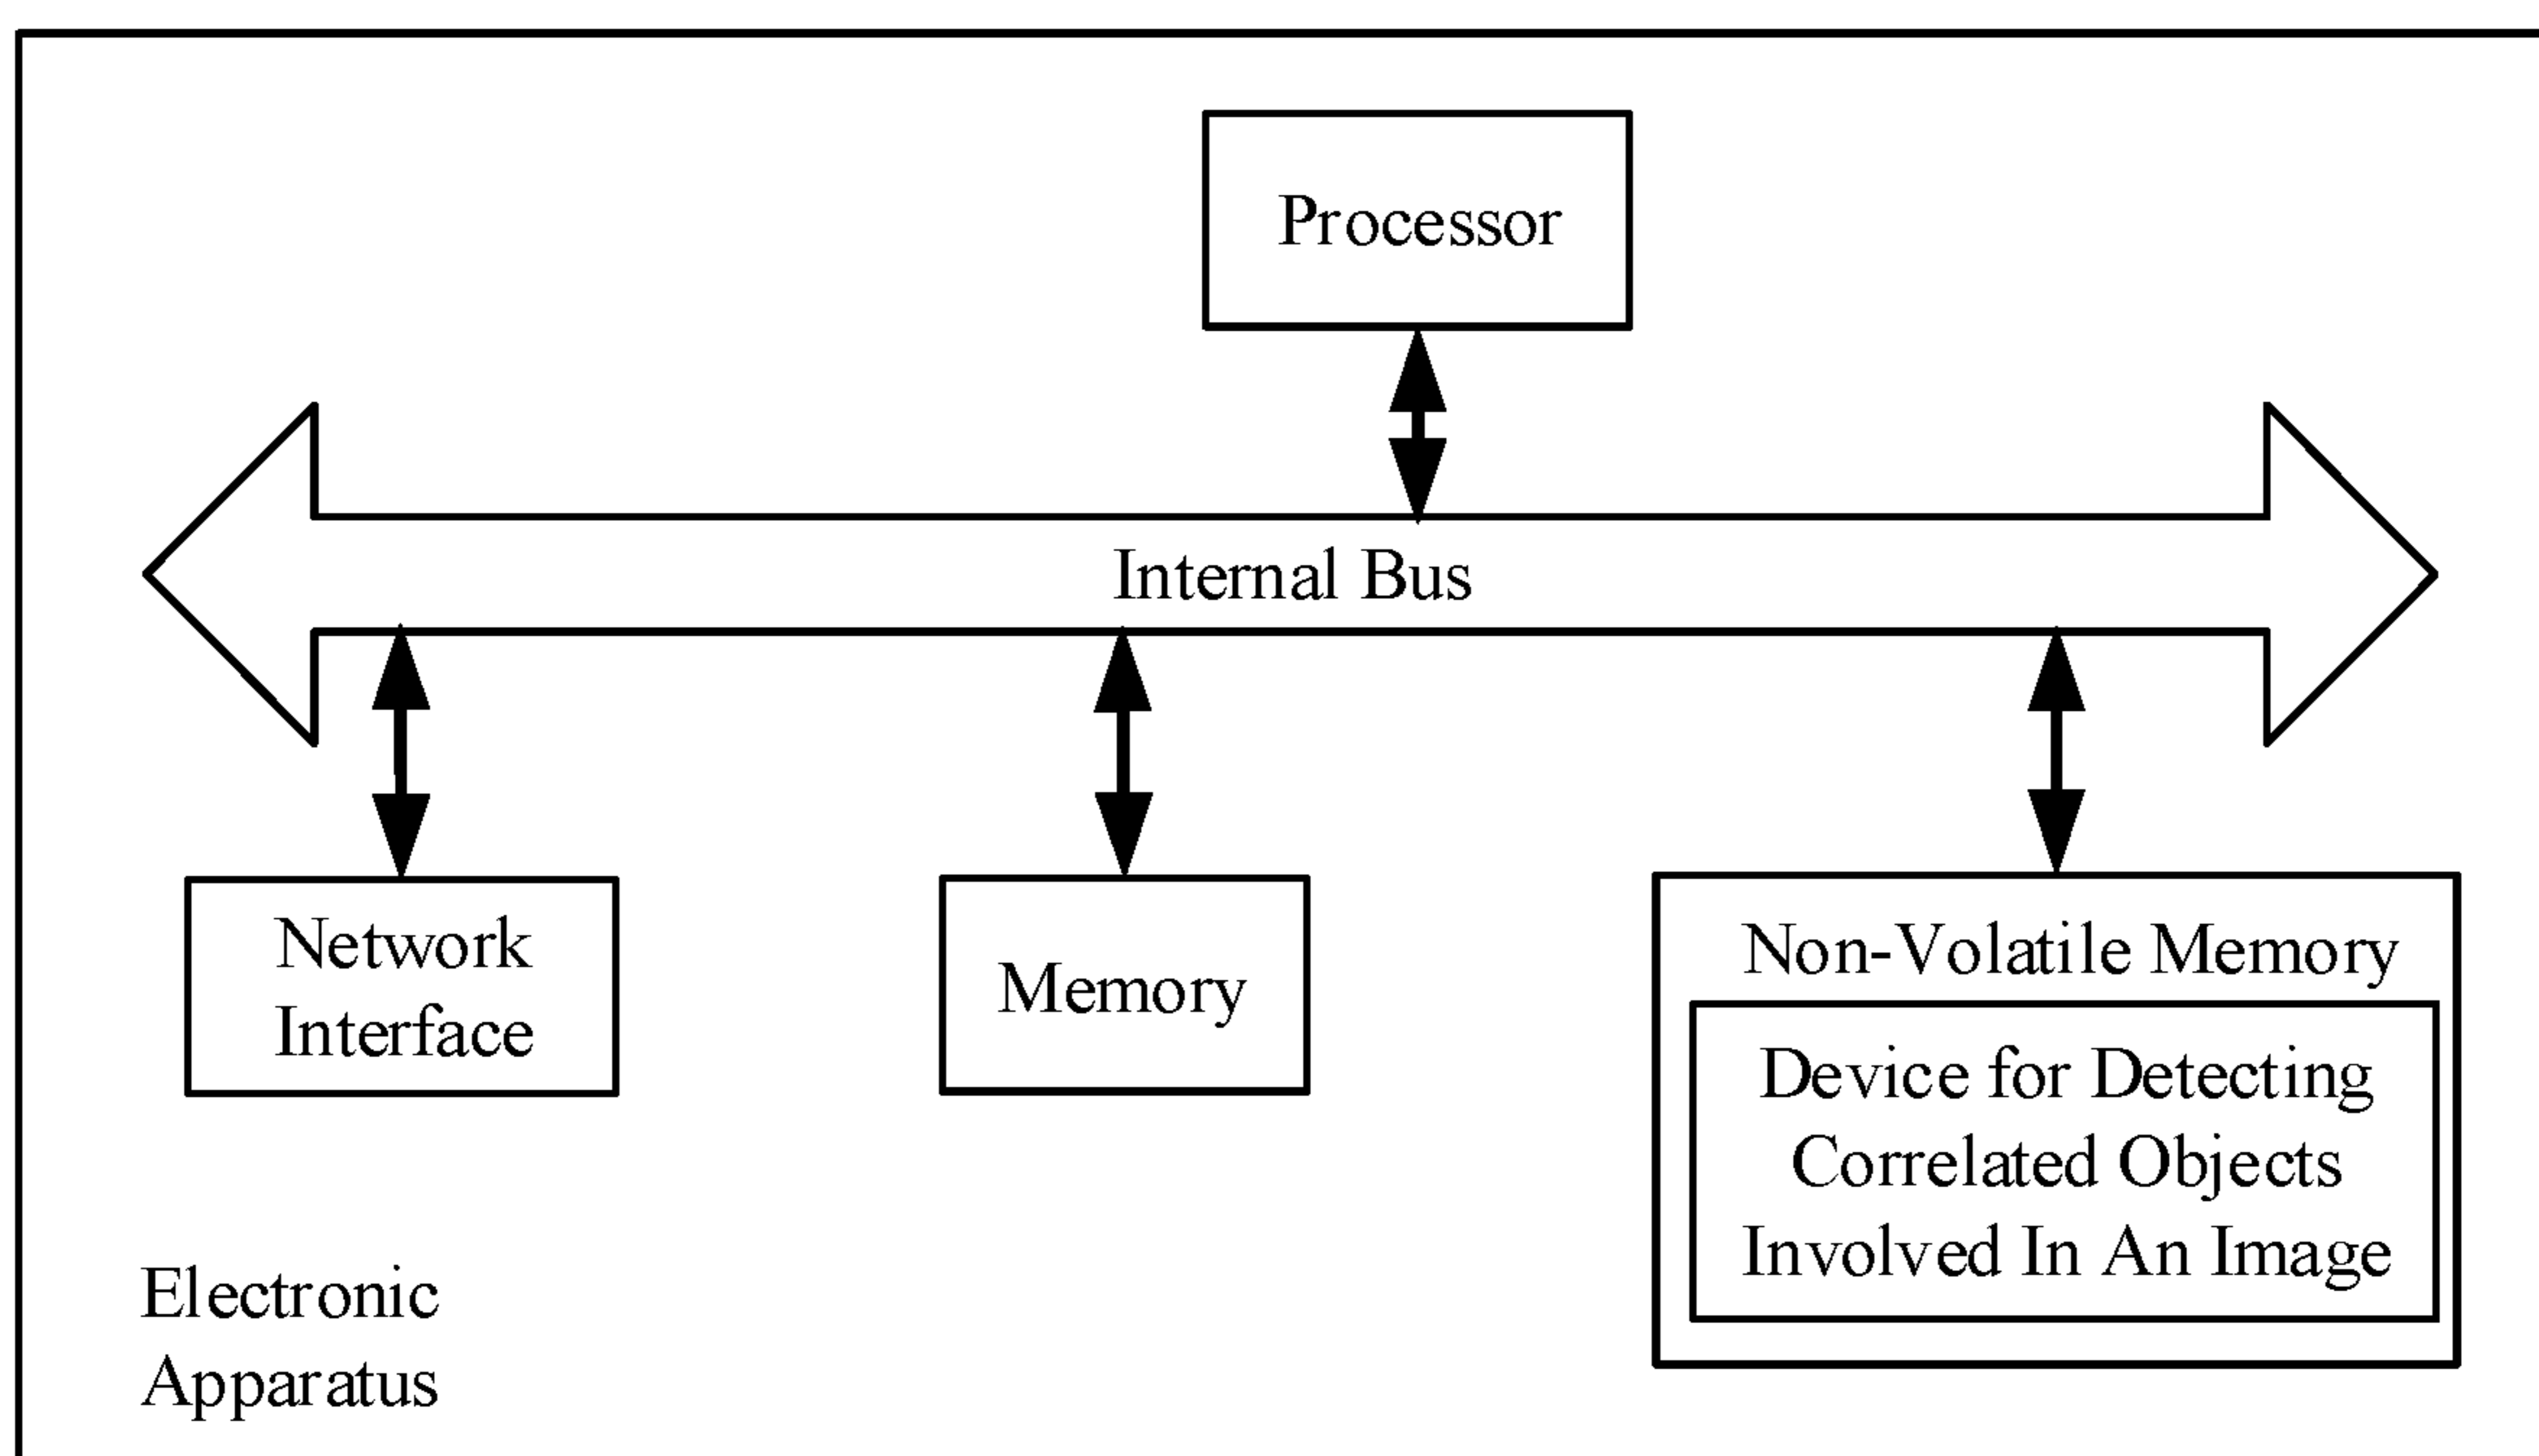 Processor
Internal Bus
Network
Interface
Memory
Non-Volatile Memory
Device for Detecting
Correlated Objects
Involved In An Image
Electronic
Apparatus